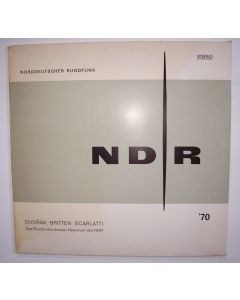 NORDDEUTSCHER RUNDFUNK
STEREO
NDR
'70
DVOŘÁK BRITTEN SCARLATTI
Das Rundfunkorchester Hannover des NDR